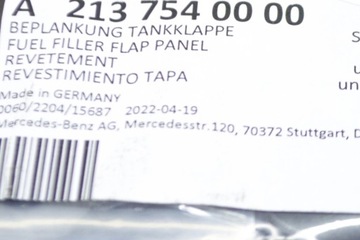 A 213 754 00 00
BEPLANKUNG TANKKLAPPE
FUEL FILLER FLAP PANEL
REVETEMENT
REVESTIMIENTO TAPA
Made in GERMANY
0060/2204/15687 2022-04-19
Mercedes-Benz AG, Mercedesstr.120, 70372 Stuttgart, D
S
un